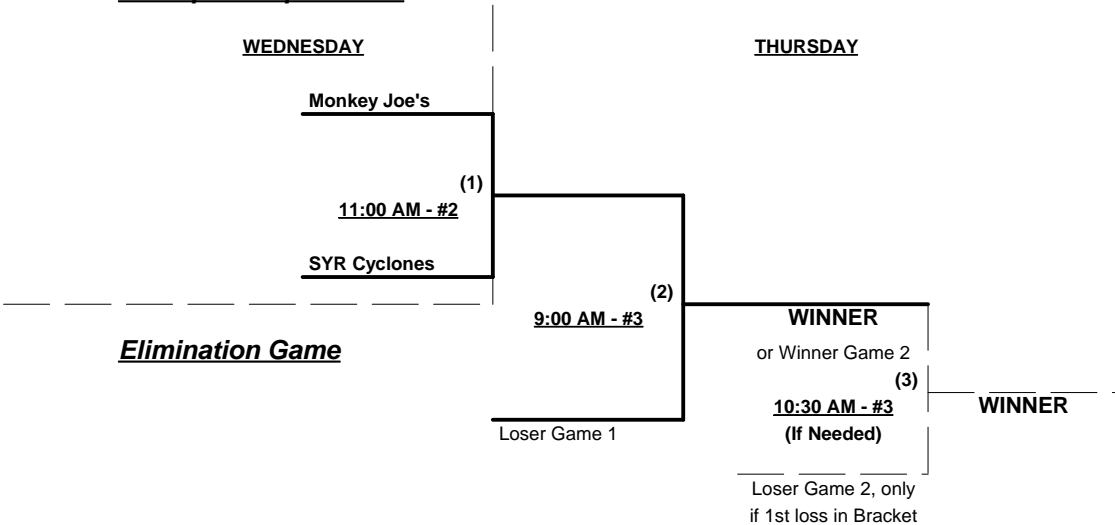 WEDNESDAY
THURSDAY
Monkey Joe's
(1)
11:00 AM - #2
SYR Cyclones
(2)
9:00 AM - #3
WINNER
Elimination Game
or Winner Game 2
(3)
10:30 AM - #3
WINNER
(If Needed)
Loser Game 1
Loser Game 2, only
if 1st loss in Bracket